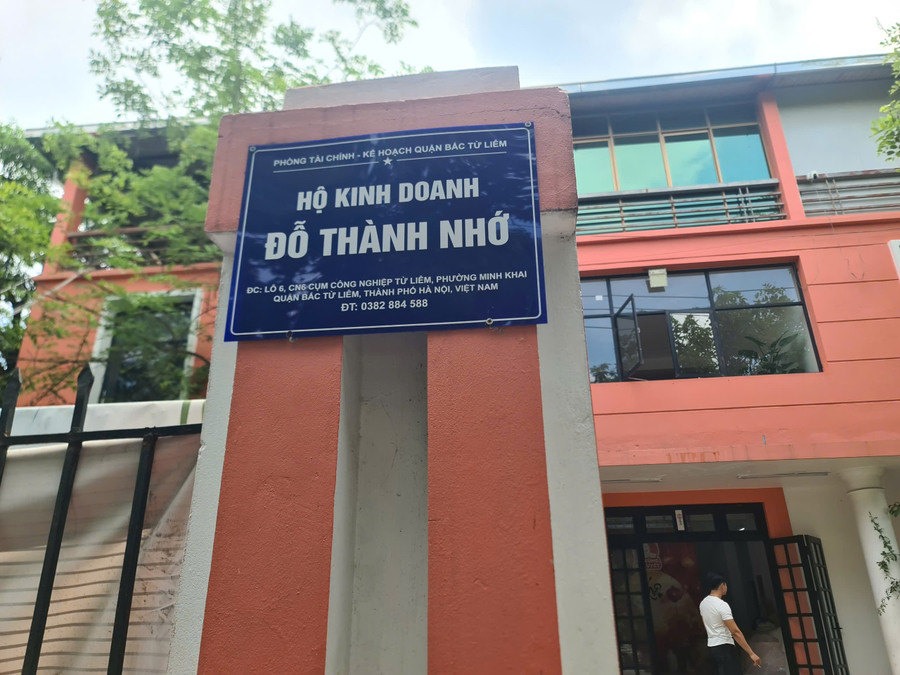 PHÒNG TÀI CHÍNH - KẾ HOẠCH QUẬN BẮC TỪ LIÊM
HỘ KINH DOANH
ĐỖ THÀNH NHỚ
ĐC: LÔ 6, CN6 CỤM CÔNG NGHIỆP TỪ LIÊM, PHƯỜNG MINH KHAI
QUẬN BẮC TỪ LIÊM, THÀNH PHỐ HÀ NỘI, VIỆT NAM
ĐT: 0382 884 588